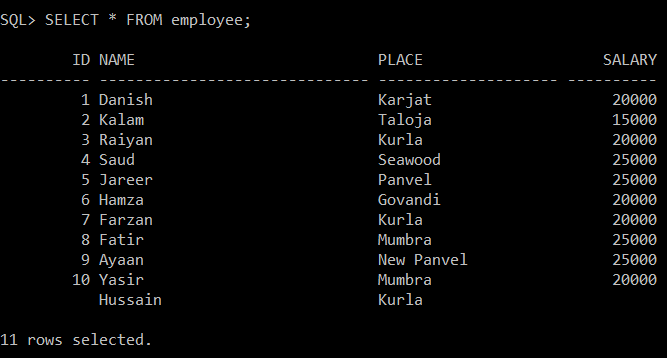 SQL> SELECT * FROM employee;
ID NAME PLACE SALARY
---------- ------------------------------ -------------------- ----------
1 Danish Karjat 20000
2 Kalam Taloja 15000
3 Raiyan Kurla 20000
4 Saud Seawood 25000
5 Jareer Panvel 25000
6 Hamza Govandi 20000
7 Farzan Kurla 20000
8 Fatir Mumbra 25000
9 Ayaan New Panvel 25000
10 Yasir Mumbra 20000
Hussain Kurla
11 rows selected.